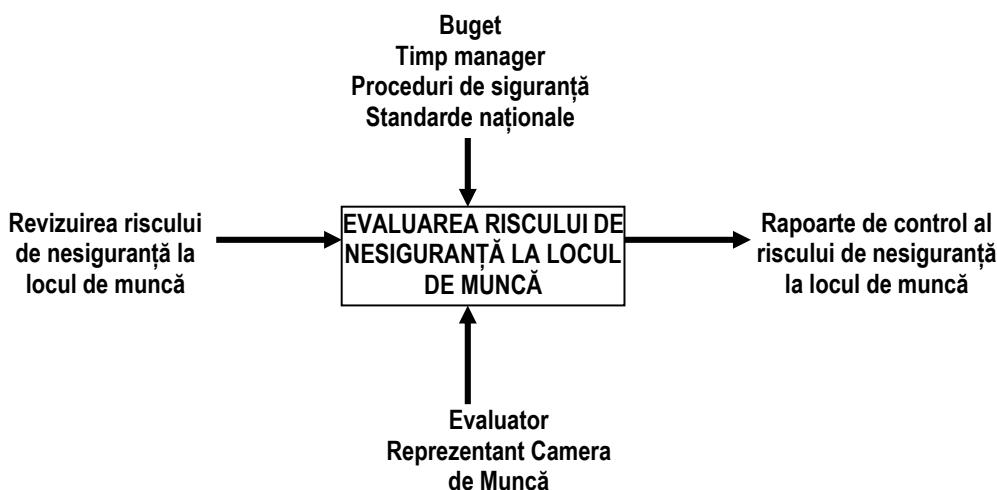 Buget
Timp manager
Proceduri de siguranță
Standarde naționale
Revizuirea riscului
de nesiguranță la
locul de muncă
EVALUAREA RISCULUI DE
NESIGURANȚĂ LA LOCUL
DE MUNCĂ
Rapoarte de control al
riscului de nesiguranță
la locul de muncă
Evaluator
Reprezentant Camera
de Muncă